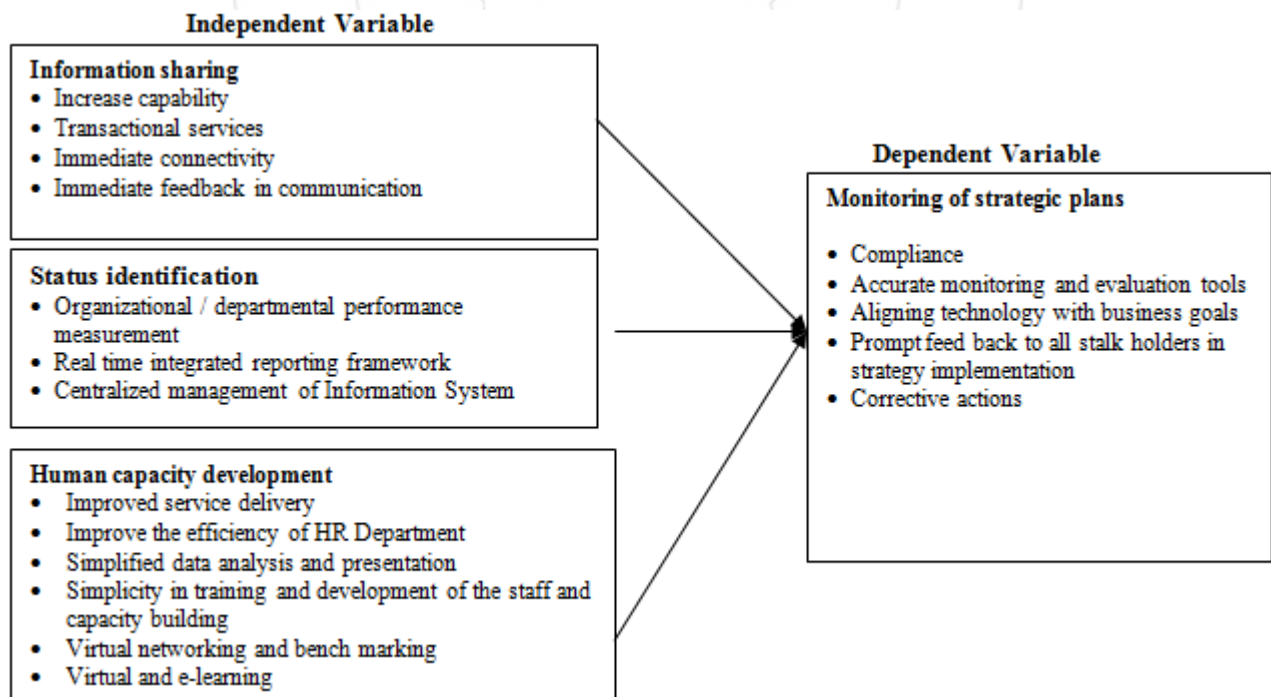 Independent Variable
Information sharing
• Increase capability
• Transactional services
• Immediate connectivity
• Immediate feedback in communication
Status identification
• Organizational / departmental performance
measurement
• Real time integrated reporting framework
• Centralized management of Information System
Human capacity development
• Improved service delivery
• Improve the efficiency of HR Department
• Simplified data analysis and presentation
• Simplicity in training and development of the staff and
capacity building
• Virtual networking and bench marking
• Virtual and e-learning
Dependent Variable
Monitoring of strategic plans
• Compliance
• Accurate monitoring and evaluation tools
• Aligning technology with business goals
• Prompt feed back to all stalk holders in
strategy implementation
• Corrective actions